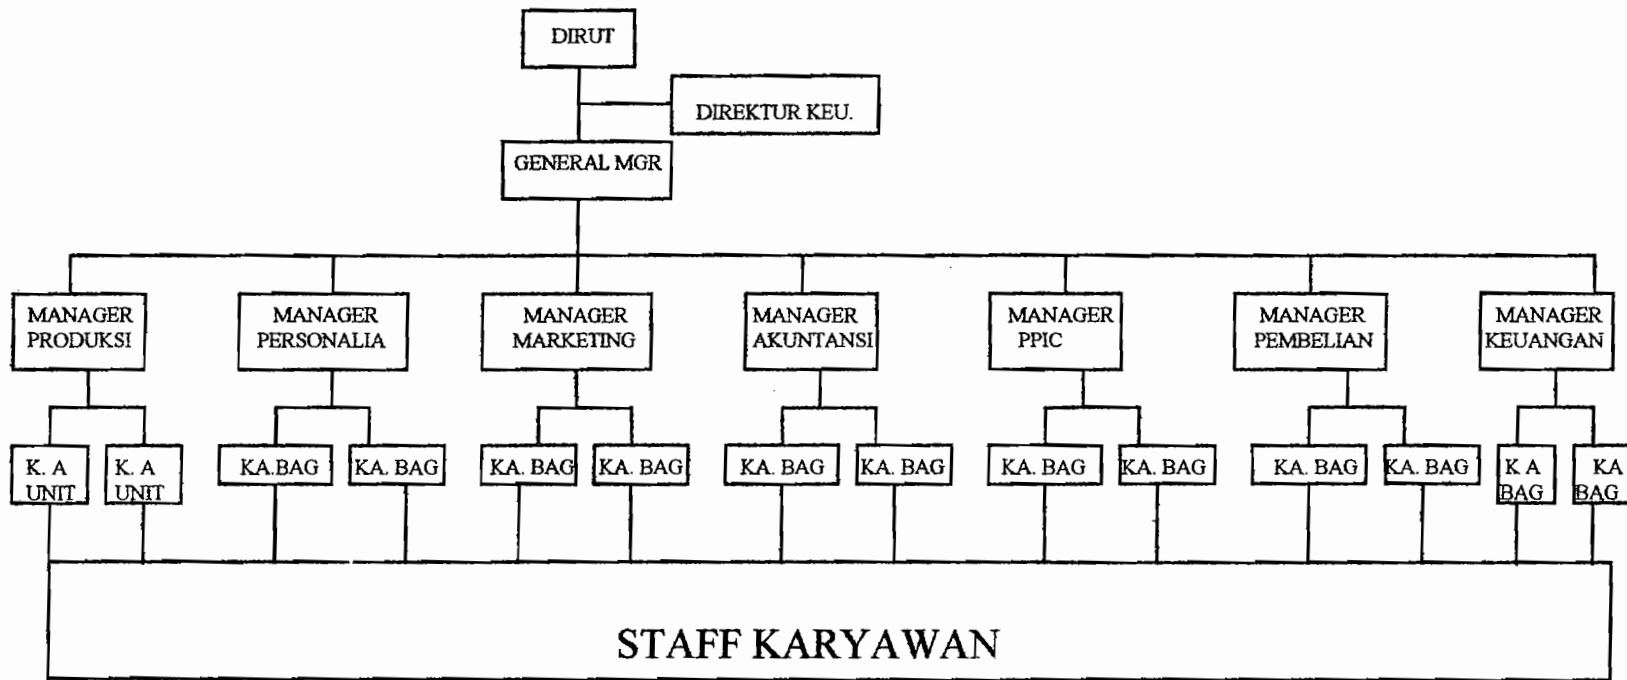 DIRUT
DIREKTUR KEU.
GENERAL MGR
MANAGER
PRODUKSI
MANAGER
PERSONALIA
MANAGER
MARKETING
MANAGER
AKUNTANSI
MANAGER
PPIC
MANAGER
PEMBELIAN
MANAGER
KEUANGAN
K. A
UNIT
K. A
UNIT
KA.BAG
KA. BAG
KA. BAG
KA. BAG
KA. BAG
KA. BAG
KA. BAG
KA. BAG
KA. BAG
KA. BAG
K A
BAG
KA
BAG
STAFF KARYAWAN